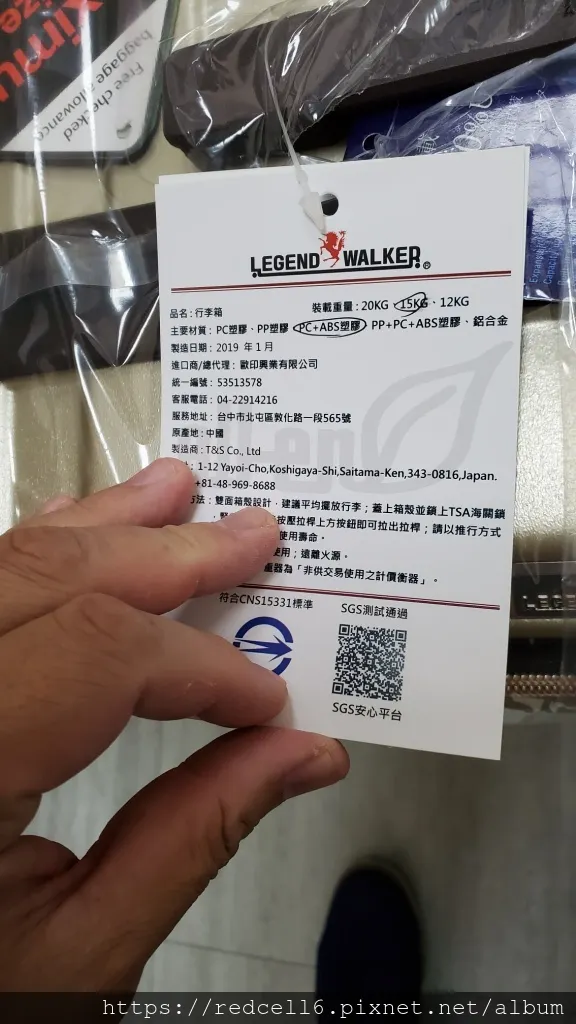 Free checked
baggage allowance
LEGEND WALKER®
品名：行李箱 裝載重量：20KG、15KG、12KG
主要材質：PC塑膠、PP塑膠 PC+ABS塑膠 PP+PC+ABS塑膠、鋁合金
製造日期：2019 年 1 月
進口商/總代理：歐印興業有限公司
統一編號：53513578
客服電話：04-22914216
服務地址：台中市北屯區敦化路一段565號
原產地：中國
製造商：T&S Co., Ltd
: 1-12 Yayoi-Cho,Koshigaya-Shi,Saitama-Ken,343-0816,Japan.
+81-48-969-8688
方法：雙面箱殼設計，建議平均擺放行李；蓋上箱殼並鎖上TSA海關鎖
按壓拉桿上方按鈕即可拉出拉桿；請以推行方式
使用壽命。
使用；遠離火源。
重器為「非供交易使用之計價衡器」。
符合CNS15331標準 SGS測試通過
SGS安心平台
https://redcell6.pixnet.net/album